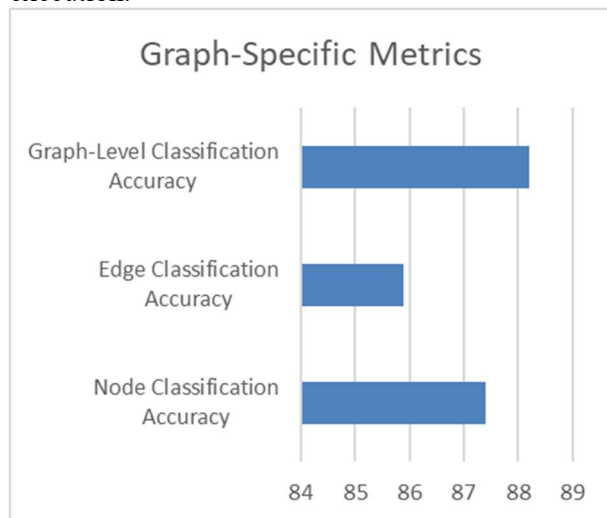 Graph-Specific Metrics
Graph-Level Classification
Accuracy
Edge Classification
Accuracy
Node Classification
Accuracy
84 85 86 87 88 89